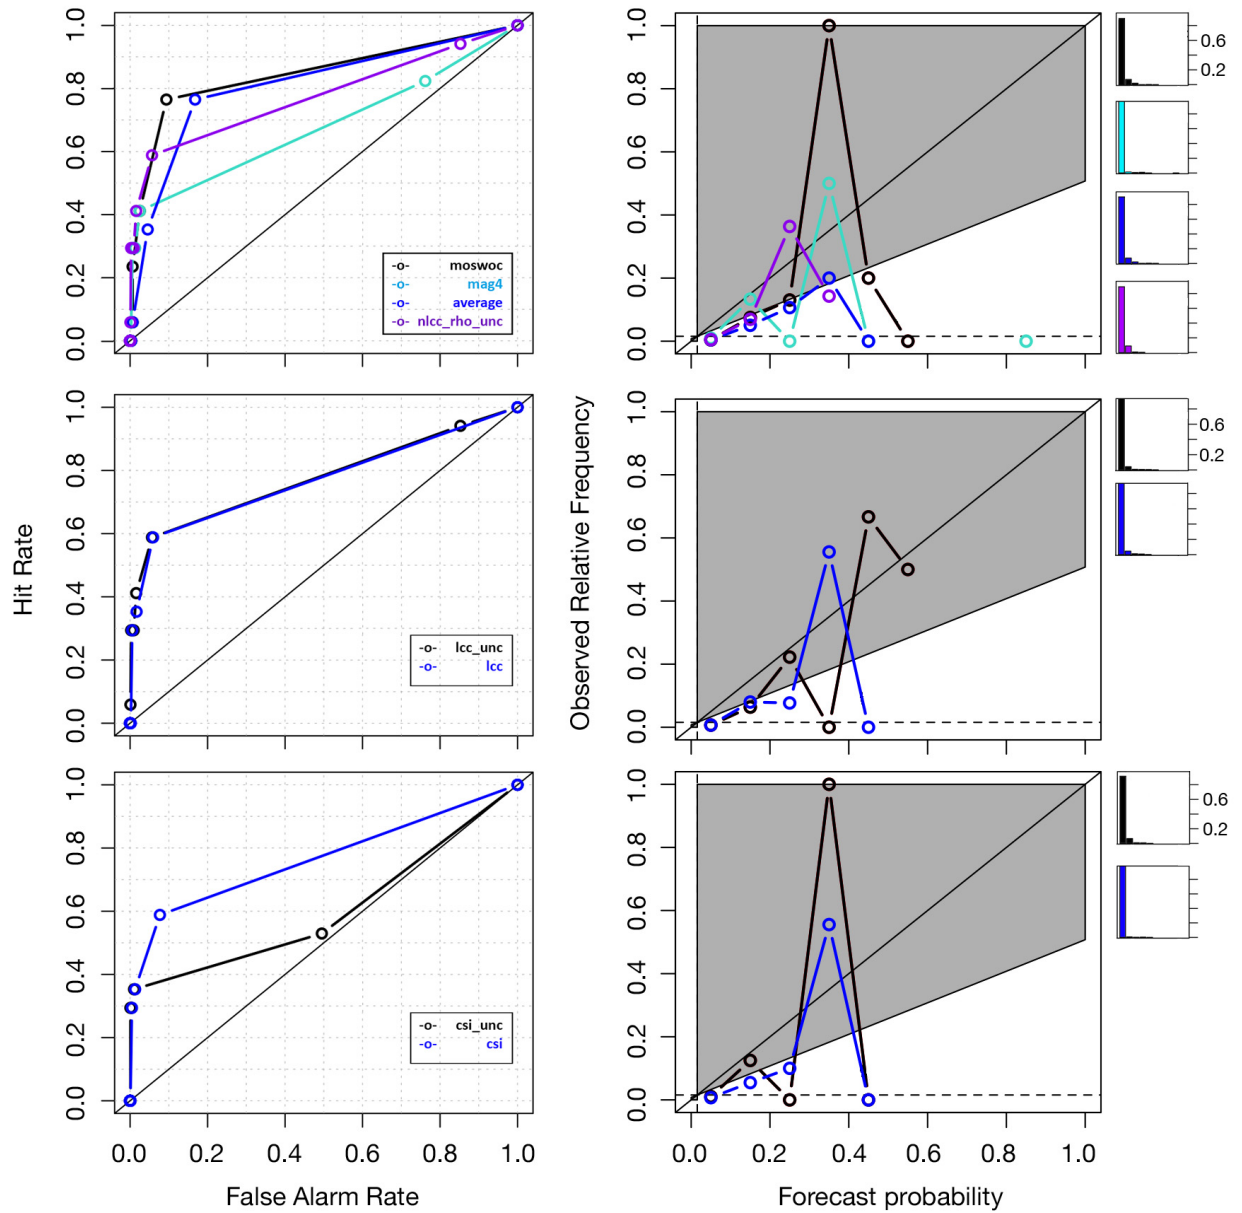 0.0 0.2 0.4 0.6 0.8 1.0
-o- moswoc
-o- mag4
-o- average
-o- nlcc_rho_unc
0.0 0.2 0.4 0.6 0.8 1.0
0.6
0.2
Hit Rate
0.0 0.2 0.4 0.6 0.8 1.0
-o- lcc_unc
-o- lcc
Observed Relative Frequency
0.0 0.2 0.4 0.6 0.8 1.0
0.6
0.2
0.0 0.2 0.4 0.6 0.8 1.0
-o- csi_unc
-o- csi
0.0 0.2 0.4 0.6 0.8 1.0
False Alarm Rate
0.0 0.2 0.4 0.6 0.8 1.0
0.6
0.2
0.0 0.2 0.4 0.6 0.8 1.0
Forecast probability